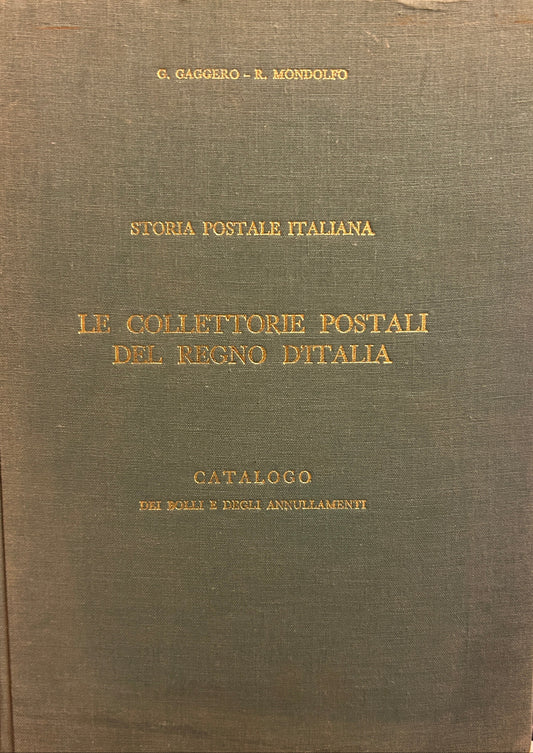 G. GAGGERO - R. MONDOLFO
STORIA POSTALE ITALIANA
LE COLLETTORIE POSTALI
DEL REGNO D'ITALIA
CATALOGO
DEI BOLLI E DEGLI ANNULLAMENTI